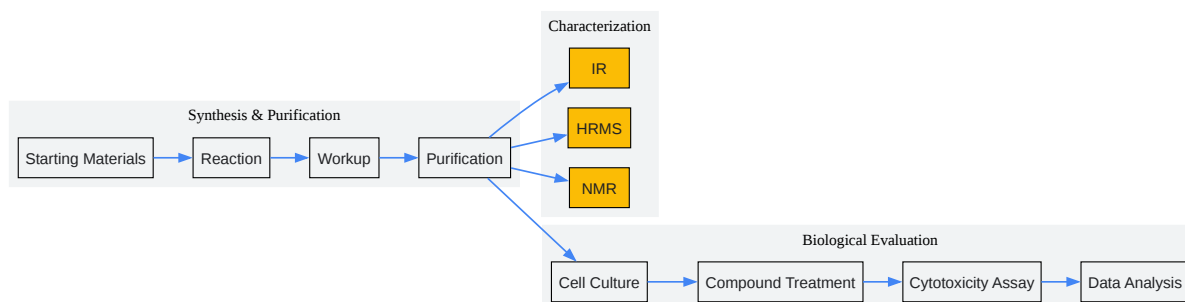 Characterization
IR
HRMS
NMR
Synthesis & Purification
Starting Materials
Reaction
Workup
Purification
Biological Evaluation
Cell Culture
Compound Treatment
Cytotoxicity Assay
Data Analysis